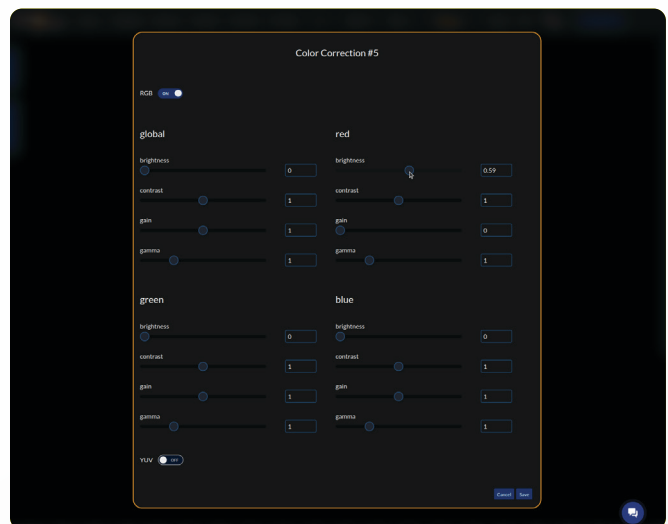 Color Correction #5
RGB ON
global
brightness
0
contrast
1
gain
1
gamma
1
red
brightness
0.59
contrast
1
gain
0
gamma
1
green
brightness
0
contrast
1
gain
1
gamma
1
blue
brightness
0
contrast
1
gain
1
gamma
1
YUV OFF
Cancel Save